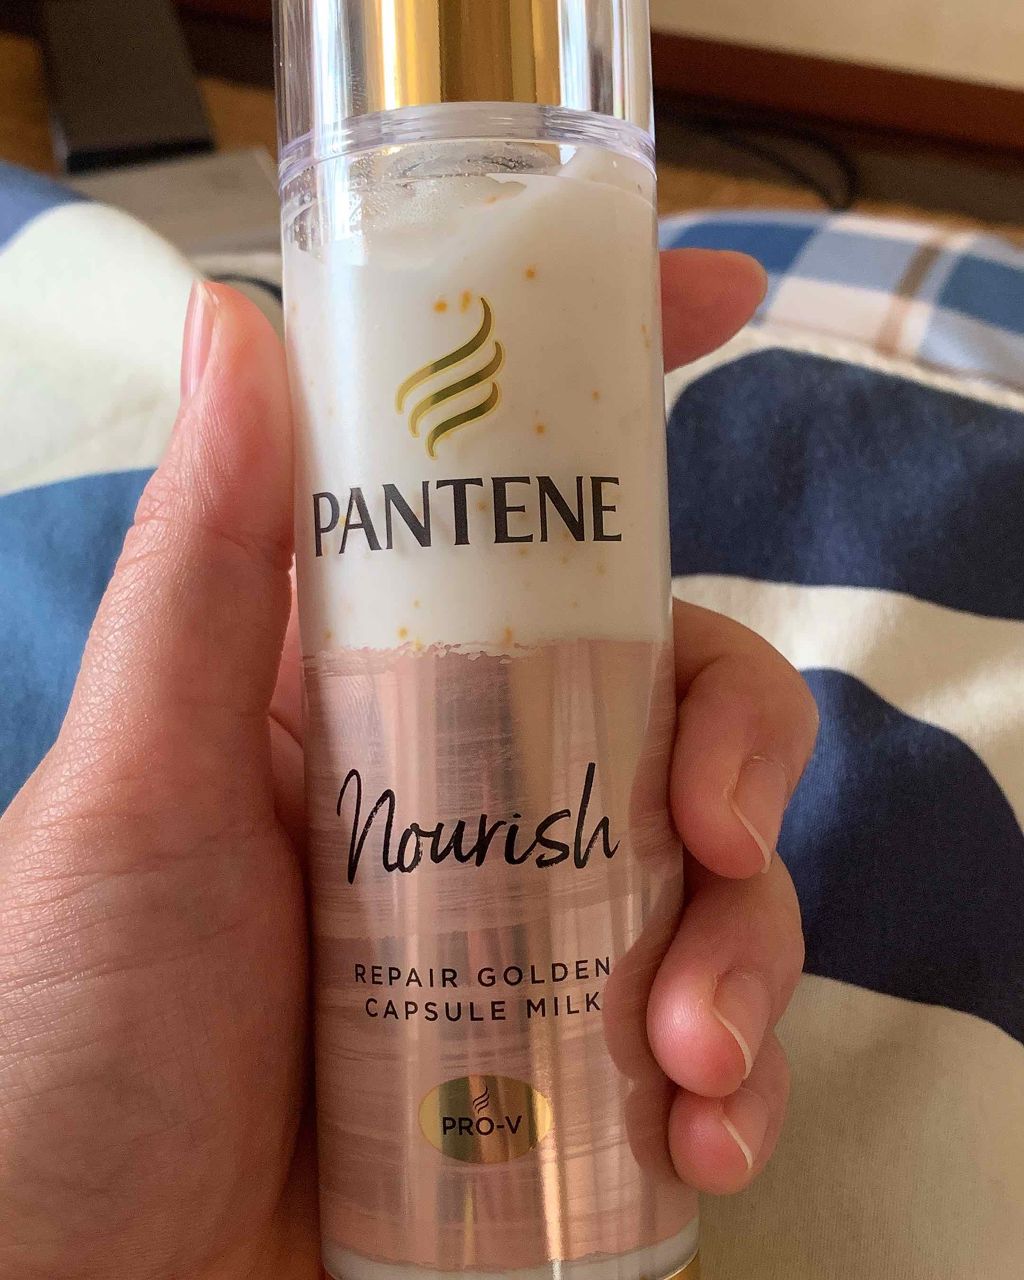 PANTENE
Nourish
REPAIR GOLDEN
CAPSULE MILK
PRO-V